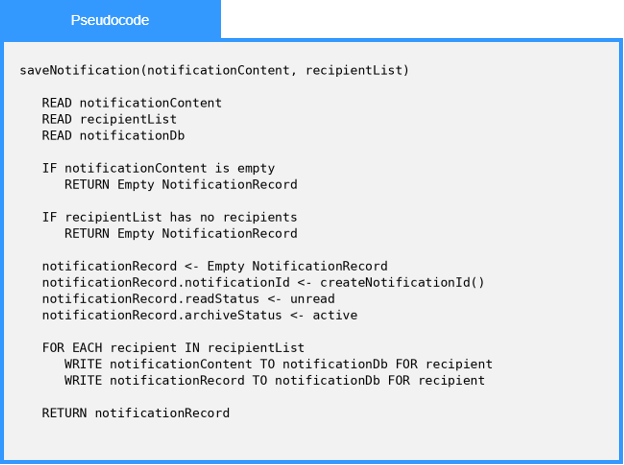 Pseudocode
saveNotification(notificationContent, recipientList)
READ notificationContent
READ recipientList
READ notificationDb
IF notificationContent is empty
RETURN Empty NotificationRecord
IF recipientList has no recipients
RETURN Empty NotificationRecord
notificationRecord <- Empty NotificationRecord
notificationRecord.notificationId <- createNotificationId()
notificationRecord.readStatus <- unread
notificationRecord.archiveStatus <- active
FOR EACH recipient IN recipientList
WRITE notificationContent TO notificationDb FOR recipient
WRITE notificationRecord TO notificationDb FOR recipient
RETURN notificationRecord